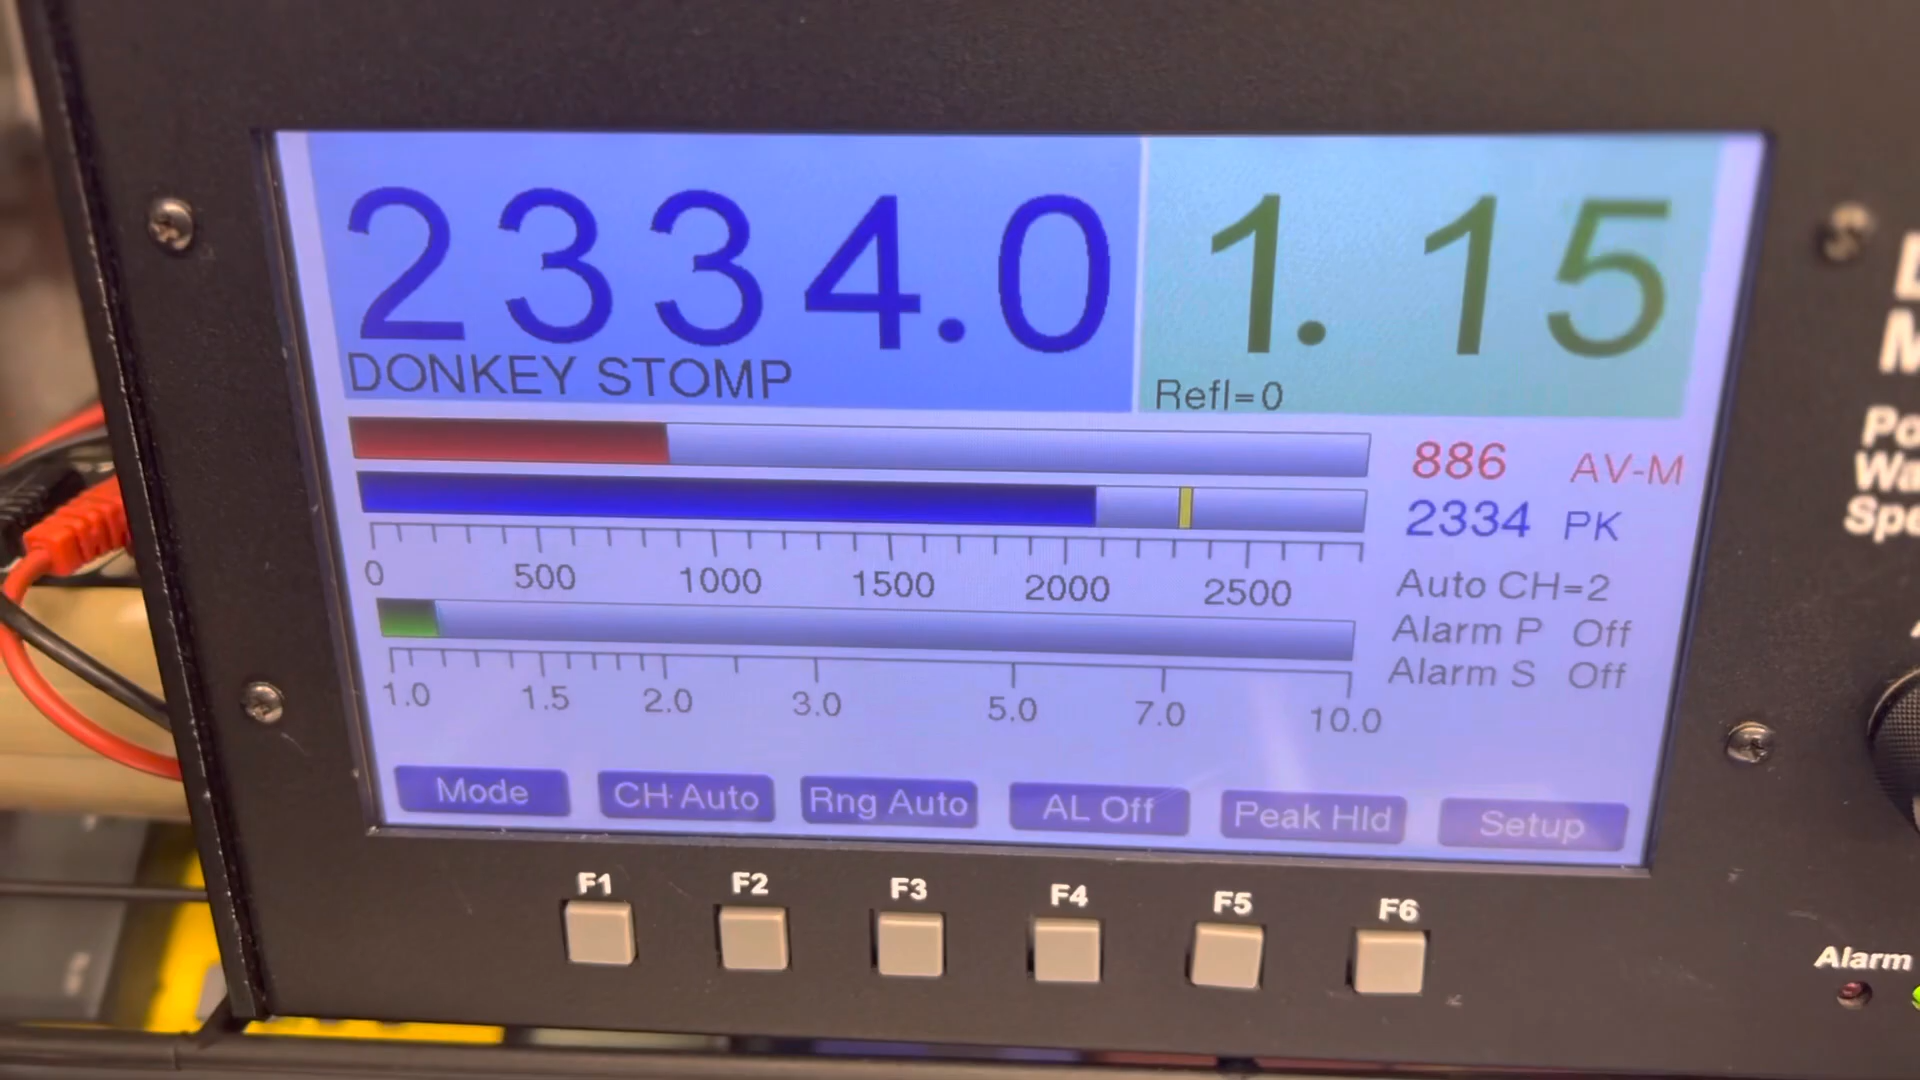 2334.0 1.15
DONKEY STOMP
Refl=0
886 AV-M
2334 PK
0 500 1000 1500 2000 2500
Auto CH=2
Alarm P Off
Alarm S Off
1.0 1.5 2.0 3.0 5.0 7.0 10.0
Mode CH Auto Rng Auto AL Off Peak Hld Setup
F1 F2 F3 F4 F5 F6
Alarm